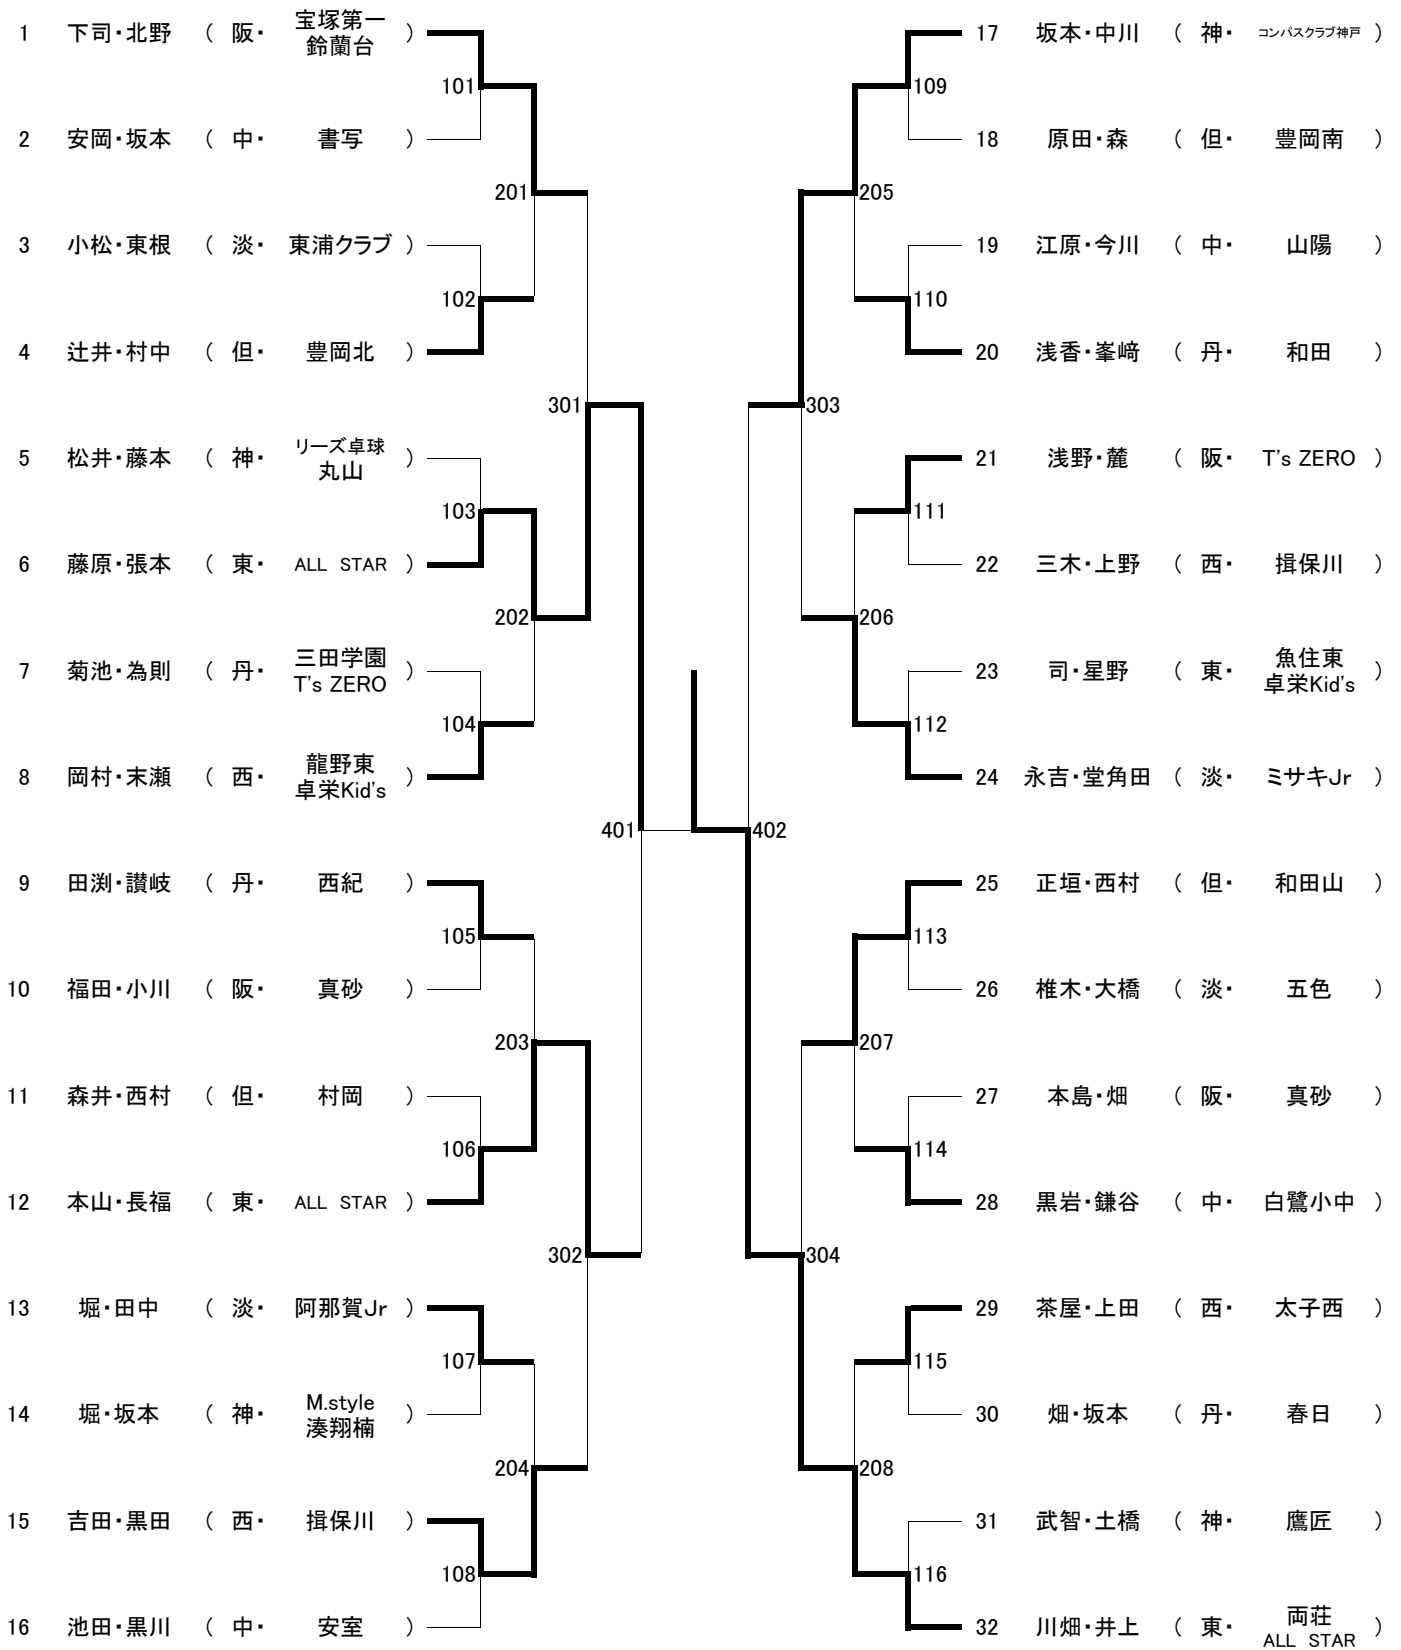 1 下司・北野 ( 阪・ 宝塚第一 鈴蘭台 )
101
2 安岡・坂本 ( 中・ 書写 )
201
3 小松・東根 ( 淡・ 東浦クラブ )
102
4 辻井・村中 ( 但・ 豊岡北 )
301
5 松井・藤本 ( 神・ リーズ卓球 丸山 )
103
6 藤原・張本 ( 東・ ALL STAR )
202
7 菊池・為則 ( 丹・ 三田学園 T's ZERO )
104
8 岡村・末瀬 ( 西・ 龍野東 卓栄Kid's )
401
9 田渕・讃岐 ( 丹・ 西紀 )
105
10 福田・小川 ( 阪・ 真砂 )
203
11 森井・西村 ( 但・ 村岡 )
106
12 本山・長福 ( 東・ ALL STAR )
302
13 堀・田中 ( 淡・ 阿那賀Jr )
107
14 堀・坂本 ( 神・ M.style 湊翔楠 )
204
15 吉田・黒田 ( 西・ 揖保川 )
108
16 池田・黒川 ( 中・ 安室 )
17 坂本・中川 ( 神・ コンパスクラブ神戸 )
109
18 原田・森 ( 但・ 豊岡南 )
205
19 江原・今川 ( 中・ 山陽 )
110
20 浅香・峯﨑 ( 丹・ 和田 )
303
21 浅野・麓 ( 阪・ T's ZERO )
111
22 三木・上野 ( 西・ 揖保川 )
206
23 司・星野 ( 東・ 魚住東 卓栄Kid's )
112
24 永吉・堂角田 ( 淡・ ミサキJr )
402
25 正垣・西村 ( 但・ 和田山 )
113
26 椎木・大橋 ( 淡・ 五色 )
207
27 本島・畑 ( 阪・ 真砂 )
114
28 黒岩・鎌谷 ( 中・ 白鷺小中 )
304
29 茶屋・上田 ( 西・ 太子西 )
115
30 畑・坂本 ( 丹・ 春日 )
208
31 武智・土橋 ( 神・ 鷹匠 )
116
32 川畑・井上 ( 東・ 両荘 ALL STAR )